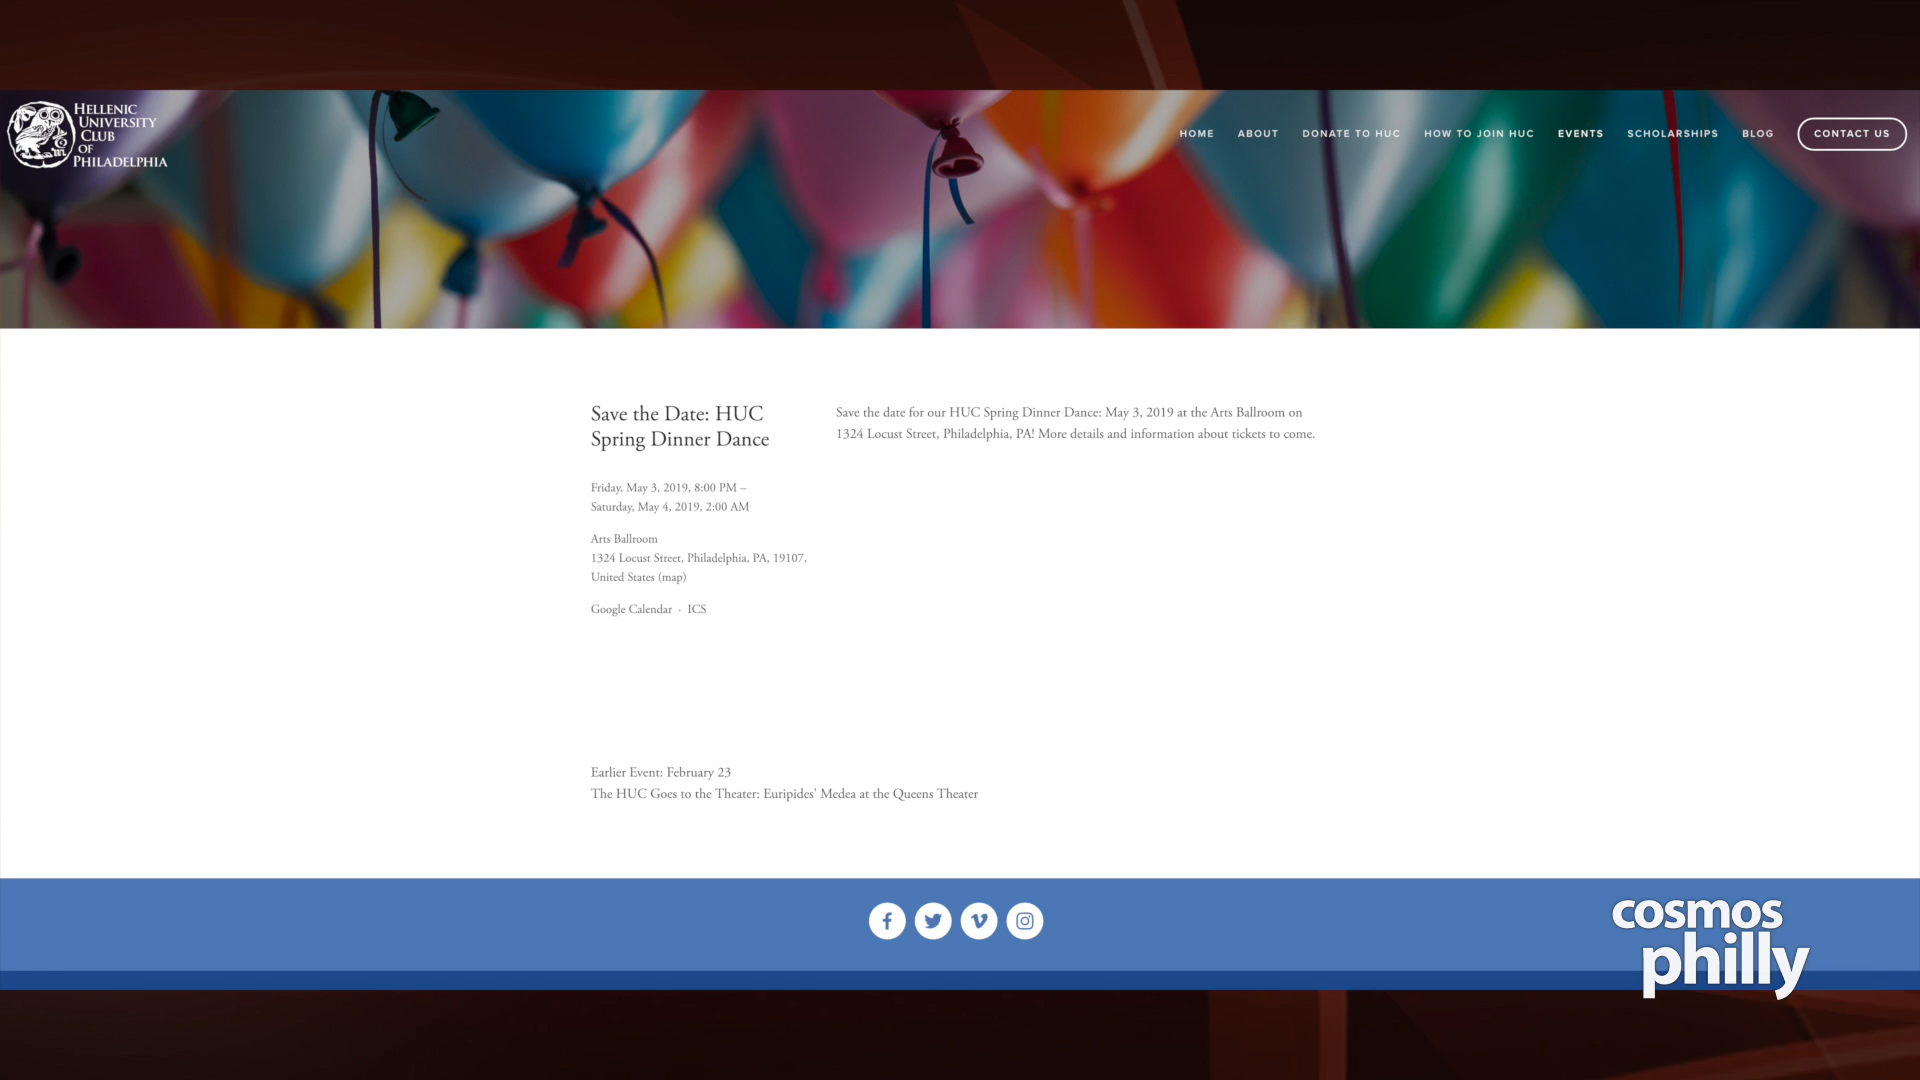 HELLENIC
UNIVERSITY
CLUB
OF
PHILADELPHIA
HOME ABOUT DONATE TO HUC HOW TO JOIN HUC EVENTS SCHOLARSHIPS BLOG CONTACT US
Save the Date: HUC
Spring Dinner Dance
Friday, May 3, 2019, 8:00 PM –
Saturday, May 4, 2019, 2:00 AM
Arts Ballroom
1324 Locust Street, Philadelphia, PA, 19107,
United States (map)
Google Calendar · ICS
Save the date for our HUC Spring Dinner Dance: May 3, 2019 at the Arts Ballroom on
1324 Locust Street, Philadelphia, PA! More details and information about tickets to come.
Earlier Event: February 23
The HUC Goes to the Theater: Euripides' Medea at the Queens Theater
cosmos
philly